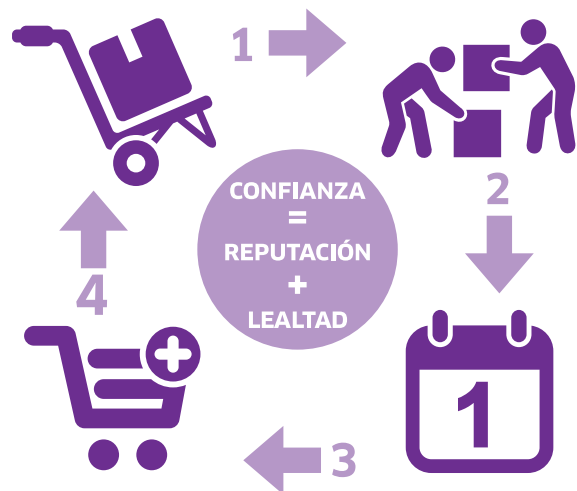 1
CONFIANZA
=
REPUTACIÓN
+
LEALTAD
2
1
3
4